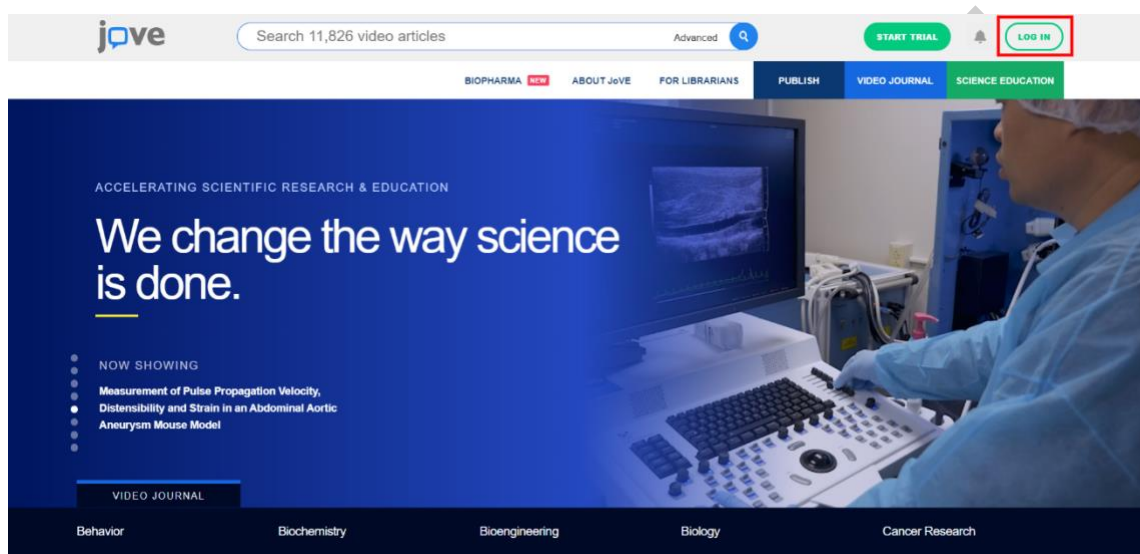 jove
Search 11,826 video articles
Advanced
START TRIAL
LOG IN
BIOPHARMA NEW
ABOUT JoVE
FOR LIBRARIANS
PUBLISH
VIDEO JOURNAL
SCIENCE EDUCATION
ACCELERATING SCIENTIFIC RESEARCH & EDUCATION
We change the way science
is done.
NOW SHOWING
Measurement of Pulse Propagation Velocity,
Distensibility and Strain in an Abdominal Aortic
Aneurysm Mouse Model
VIDEO JOURNAL
Behavior
Biochemistry
Bioengineering
Biology
Cancer Research